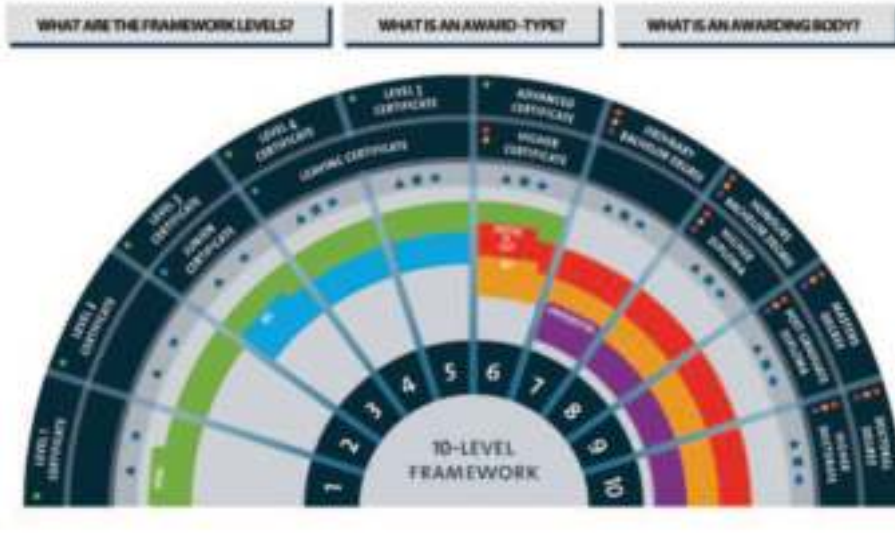 WHAT ARE THE FRAMEWORK LEVELS?
WHAT IS AN AWARD-TYPE?
WHAT IS AN AWARDING BODY?
LEVEL 1
CERTIFICATE
LEVEL 2
CERTIFICATE
LEVEL 3
CERTIFICATE
JUNIOR
CERTIFICATE
LEVEL 4
CERTIFICATE
LEAVING CERTIFICATE
LEVEL 5
CERTIFICATE
ADVANCED
CERTIFICATE
HIGHER
CERTIFICATE
ORDINARY
BACHELOR DEGREE
HONOURS
BACHELOR DEGREE
HIGHER
DIPLOMA
MASTERS
DEGREE
POST-GRADUATE
DIPLOMA
DOCTORAL
DEGREE
HIGHER
DOCTORATE
1
2
3
4
5
6
7
8
9
10
10-LEVEL
FRAMEWORK